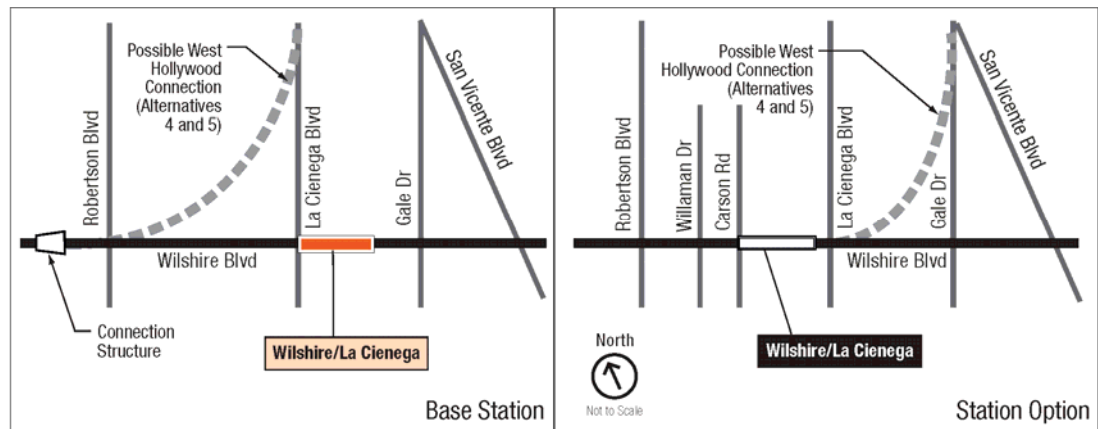 Possible West
Hollywood
Connection
(Alternatives
4 and 5)
Robertson Blvd
La Cienega Blvd
Gale Dr
San Vicente Blvd
Wilshire Blvd
Connection
Structure
Wilshire/La Cienega
Base Station
Possible West
Hollywood Connection
(Alternatives
4 and 5)
Robertson Blvd
Willaman Dr
Carson Rd
La Cienega Blvd
Gale Dr
San Vicente Blvd
Wilshire Blvd
North
Not to Scale
Wilshire/La Cienega
Station Option